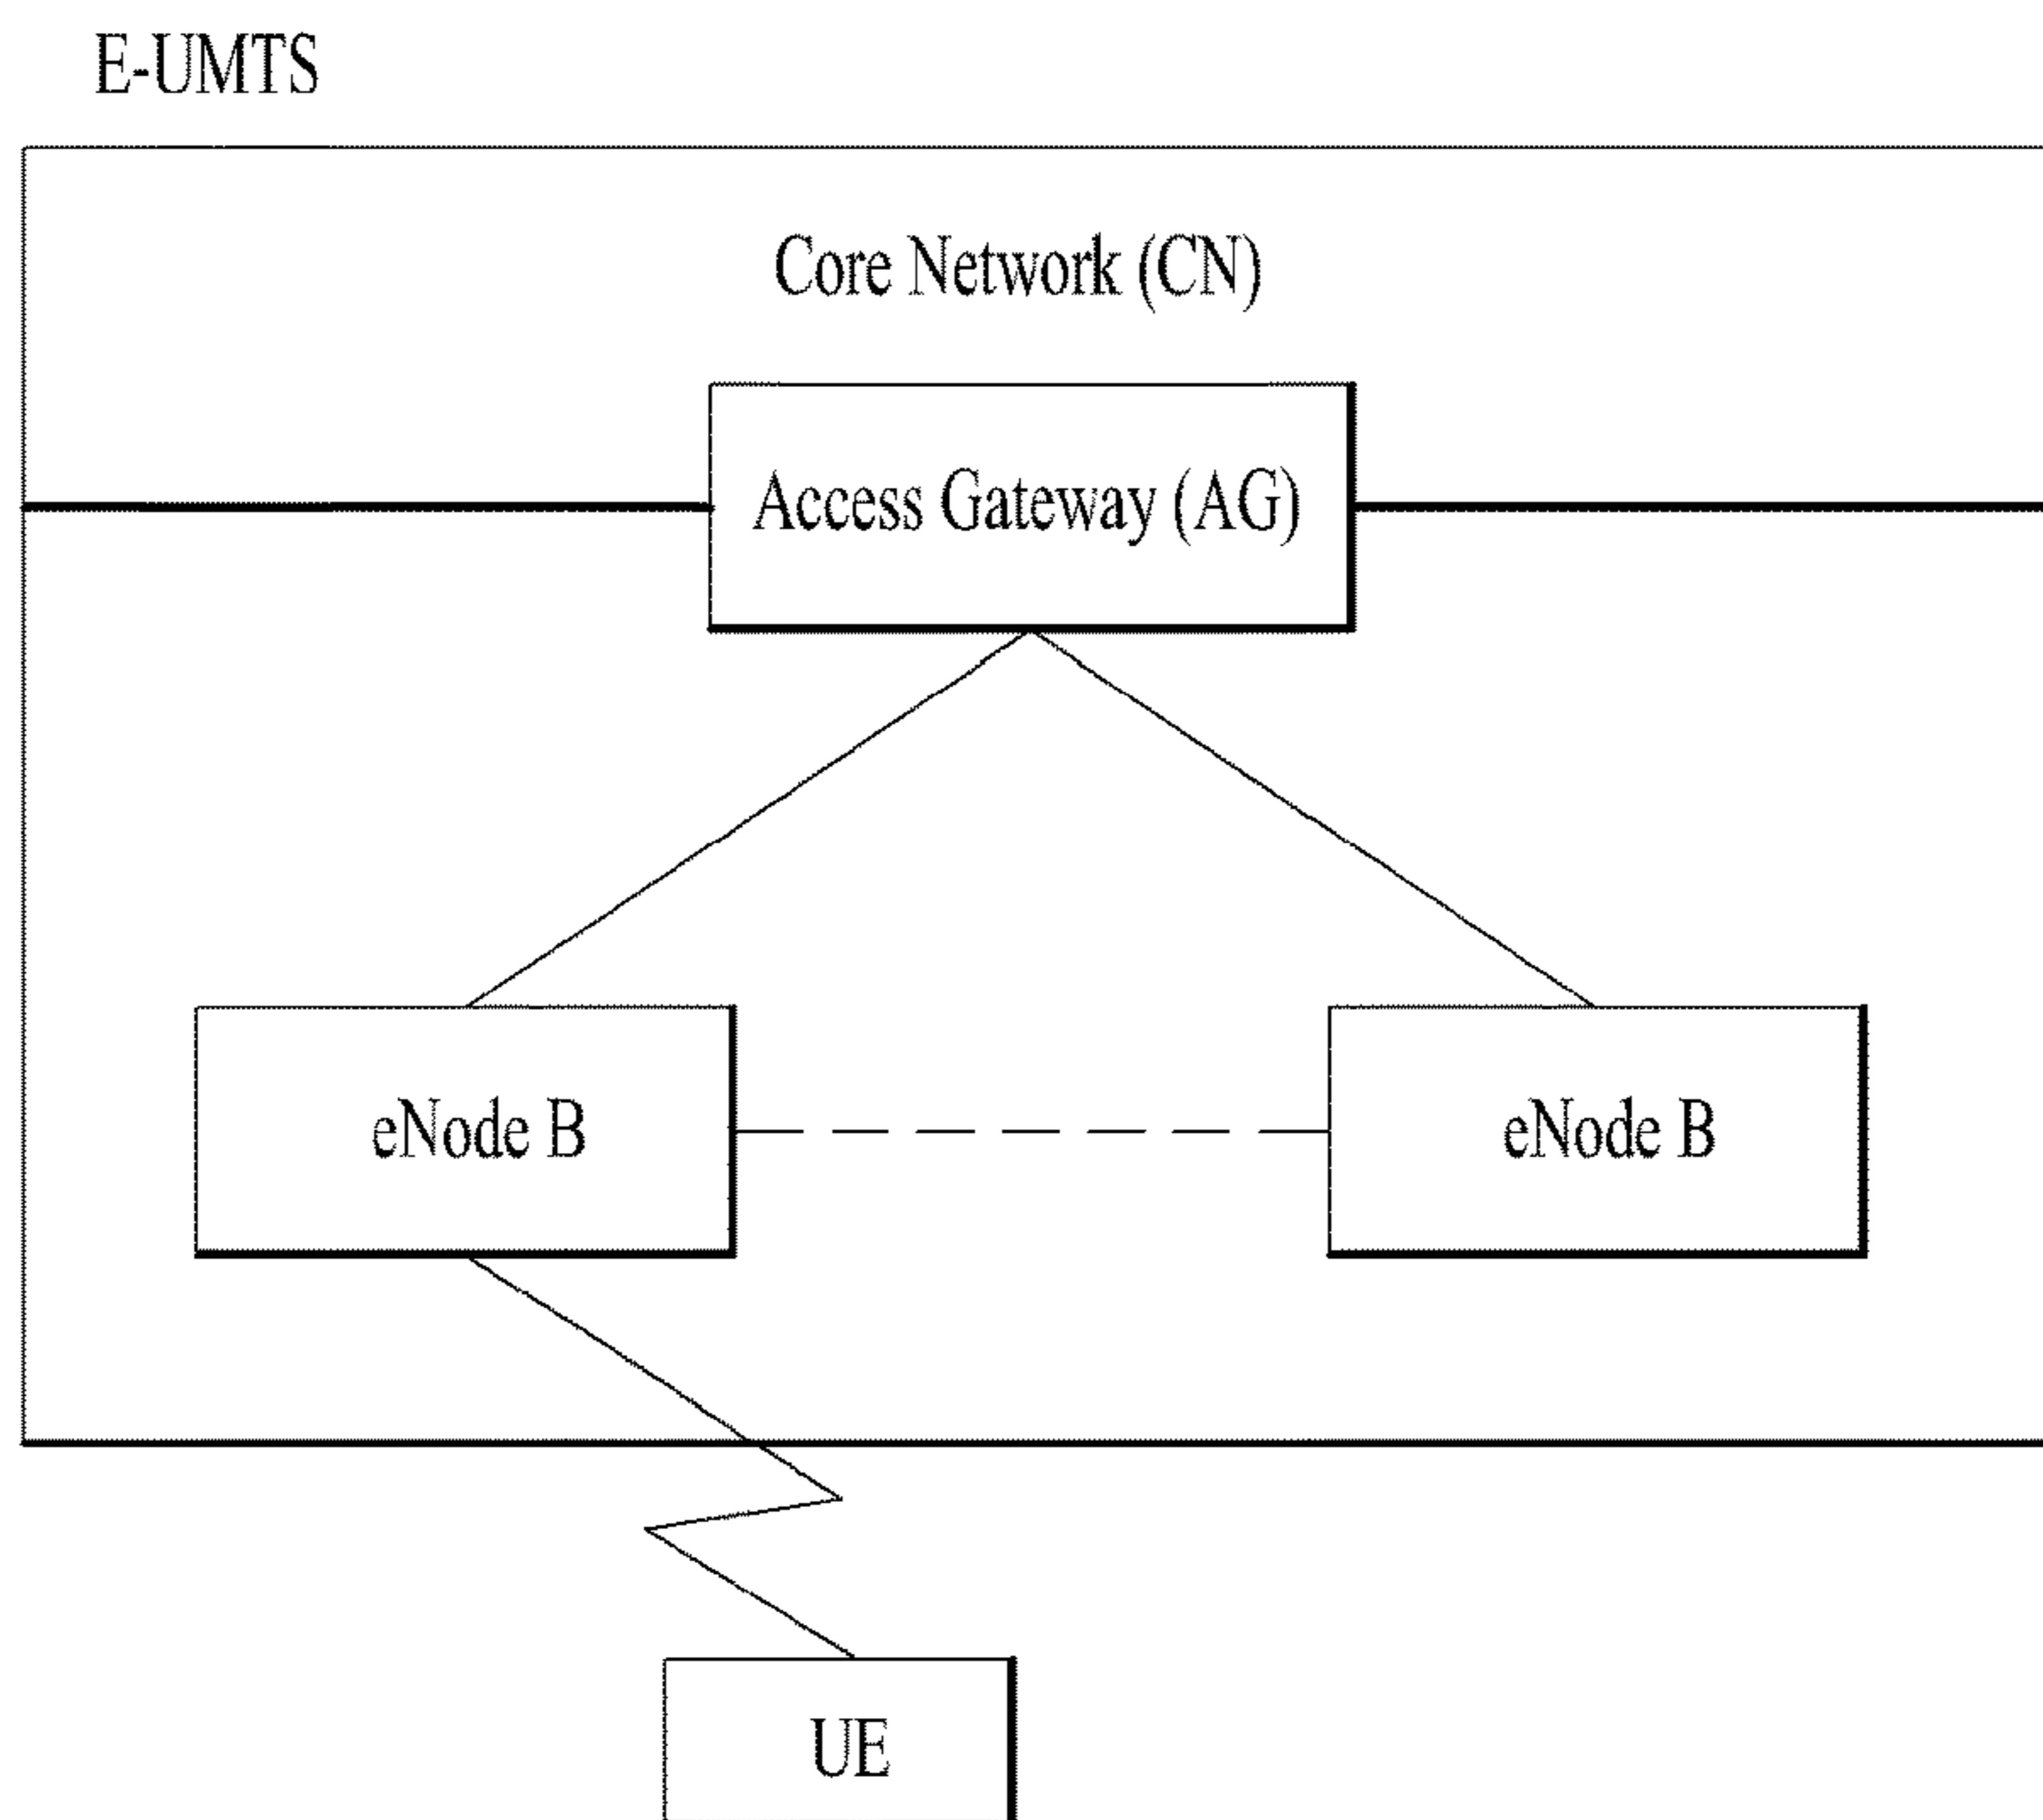 E-UMTS
Core Network (CN)
Access Gateway (AG)
eNode B
eNode B
UE